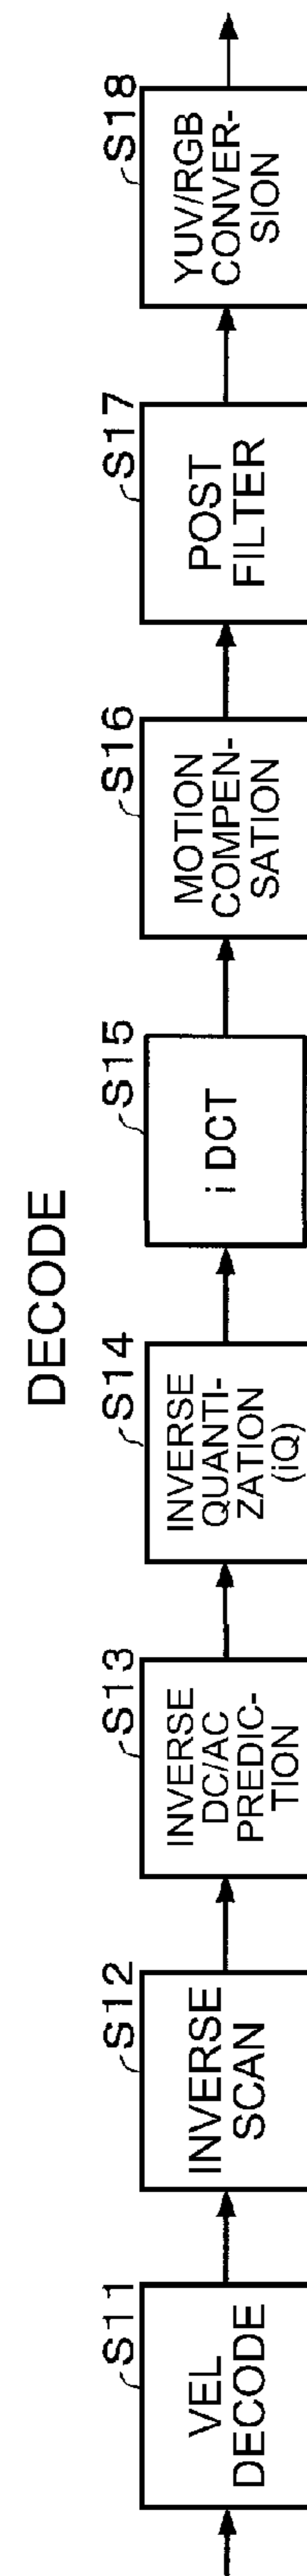 DECODE
S11
VEL
DECODE
S12
INVERSE
SCAN
S13
INVERSE
DC/AC
PREDIC-
TION
S14
INVERSE
QUANTI-
ZATION
(iQ)
S15
i DCT
S16
MOTION
COMPEN-
SATION
S17
POST
FILTER
S18
YUV/RGB
CONVER-
SION